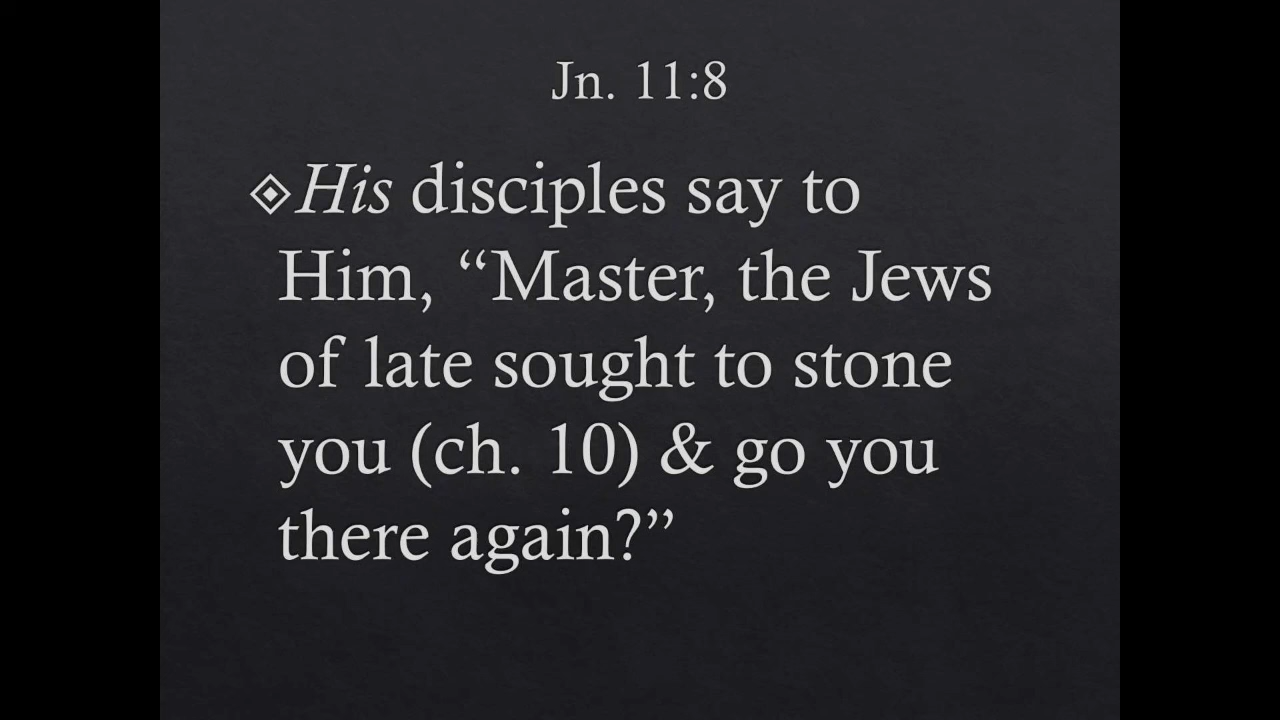 Jn. 11:8
His disciples say to
Him, “Master, the Jews
of late sought to stone
you (ch. 10) & go you
there again?”